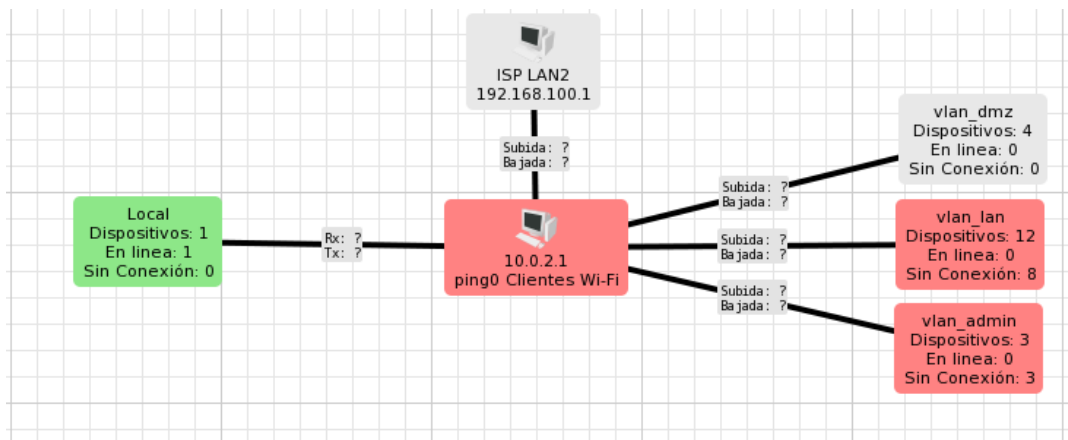 ISP LAN2
192.168.100.1
Subida: ?
Bajada: ?
vlan_dmz
Dispositivos: 4
En linea: 0
Sin Conexión: 0
Subida: ?
Bajada: ?
Local
Dispositivos: 1
En linea: 1
Sin Conexión: 0
Rx: ?
Tx: ?
10.0.2.1
ping0 Clientes Wi-Fi
Subida: ?
Bajada: ?
vlan_lan
Dispositivos: 12
En linea: 0
Sin Conexión: 8
Subida: ?
Bajada: ?
vlan_admin
Dispositivos: 3
En linea: 0
Sin Conexión: 3